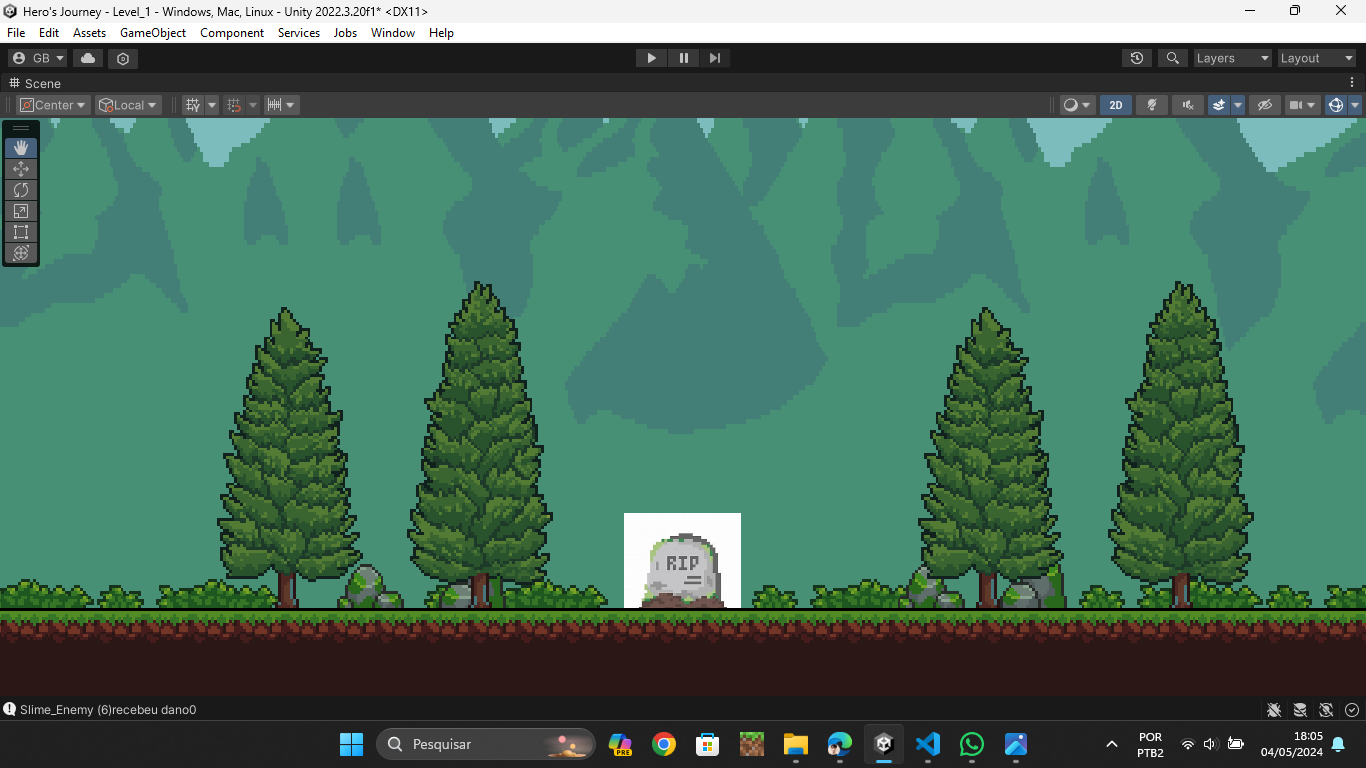 Hero's Journey - Level_1 - Windows, Mac, Linux - Unity 2022.3.20f1* <DX11>
File Edit Assets GameObject Component Services Jobs Window Help
GB Layers Layout
Scene
Center Local 2D
RIP
Slime_Enemy (6)recebeu dano0
Pesquisar
PRE
POR
PTB2
18:05
04/05/2024